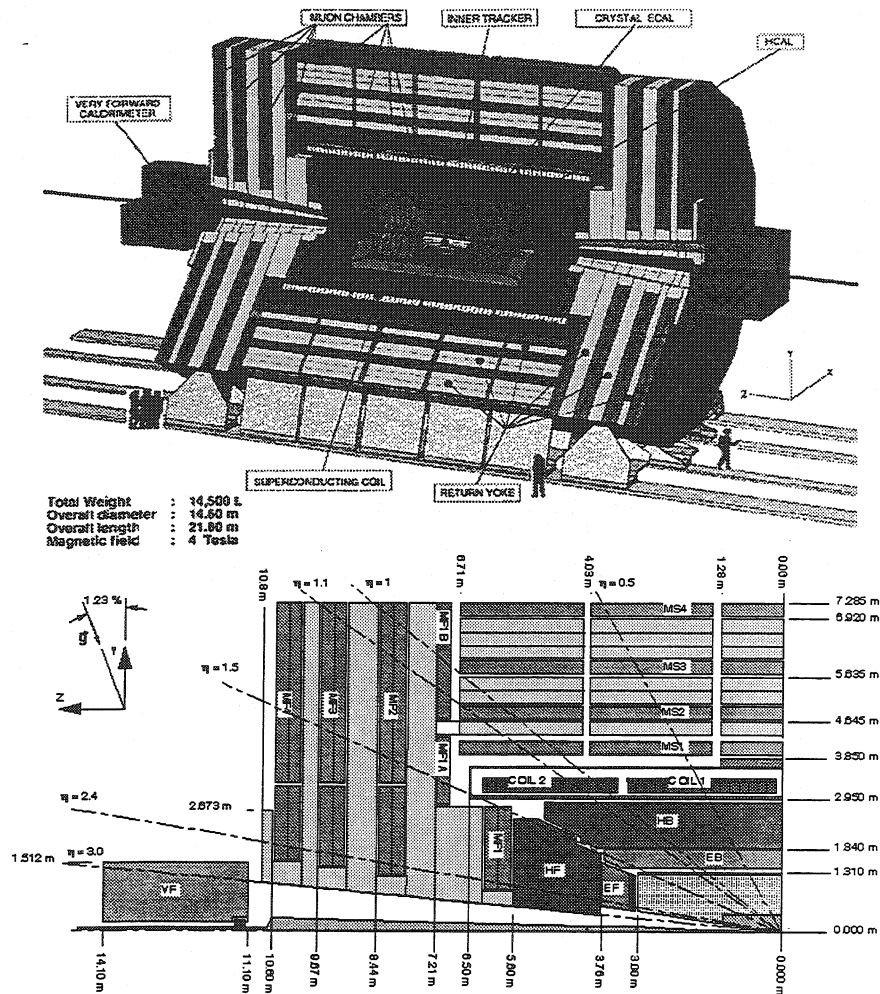 MUON CHAMBERS
INNER TRACKER
CRYSTAL ECAL
HCAL
VERY FORWARD
CALORIMETER
Y
X
Z
SUPERCONDUCTING COIL
RETURN YOKE
Total Weight : 14,500 t.
Overall diameter : 14.60 m
Overall length : 21.60 m
Magnetic field : 4 Tesla
10.8 m
η = 1.1
η = 1
6.71 m
4.03 m
η = 0.5
1.28 m
0.00 m
1.23 %
g
Y
Z
η = 1.5
η = 2.4
η = 3.0
2.673 m
1.512 m
MF4
MF3
MF2
MF1 B
MF1 A
MF1
MS4
MS3
MS2
MS1
COIL 2
COIL 1
HB
EB
HF
EF
VF
7.285 m
6.920 m
5.635 m
4.645 m
3.850 m
2.950 m
1.840 m
1.310 m
0.000 m
14.10 m
11.10 m
10.60 m
9.67 m
8.44 m
7.21 m
6.50 m
5.60 m
3.76 m
3.00 m
0.000 m